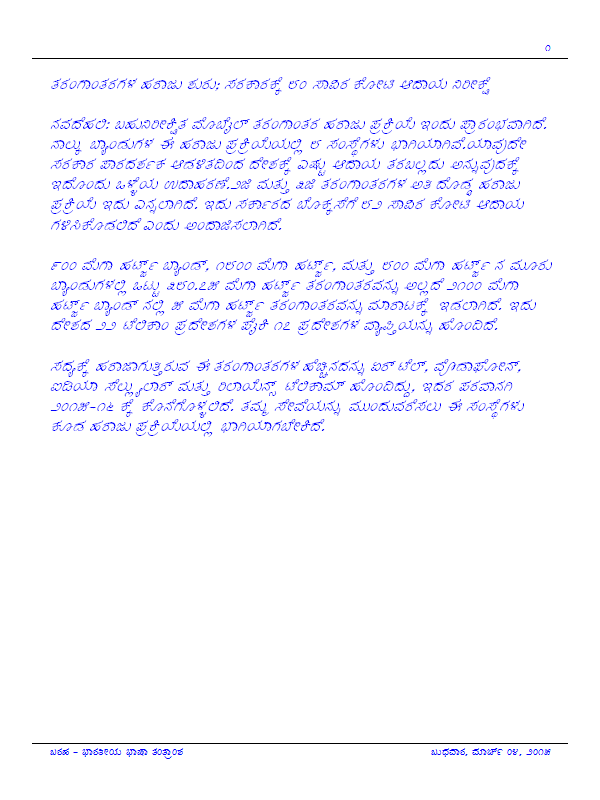 ೧
ತರಂಗಾಂತರಗಳ ಹರಾಜು ಶುರು; ಸರಕಾರಕ್ಕೆ ೮೦ ಸಾವಿರ ಕೋಟಿ ಆದಾಯ ನಿರೀಕ್ಷೆ
ನವದೆಹಲಿ: ಬಹುನಿರೀಕ್ಷಿತ ಮೊಬೈಲ್ ತರಂಗಾಂತರ ಹರಾಜು ಪ್ರಕ್ರಿಯೆ ಇಂದು ಪ್ರಾರಂಭವಾಗಿದೆ.
ನಾಲ್ಕು ಬ್ಯಾಂಡುಗಳ ಈ ಹರಾಜು ಪ್ರಕ್ರಿಯೆಯಲ್ಲಿ ೮ ಸಂಸ್ಥೆಗಳು ಭಾಗಿಯಾಗಿವೆ.ಯಾವುದೇ
ಸರಕಾರ ಪಾರದರ್ಶಕ ಆಡಳಿತದಿಂದ ದೇಶಕ್ಕೆ ಎಷ್ಟು ಆದಾಯ ತರಬಲ್ಲದು ಅನ್ನುವುದಕ್ಕೆ
ಇದೊಂದು ಒಳ್ಳೆಯ ಉದಾಹರಣೆ.೨ಜಿ ಮತ್ತು ೩ಜಿ ತರಂಗಾಂತರಗಳ ಅತಿ ದೊಡ್ಡ ಹರಾಜು
ಪ್ರಕ್ರಿಯೆ ಇದು ಎನ್ನಲಾಗಿದೆ. ಇದು ಸರ್ಕಾರದ ಬೊಕ್ಕಸೆಗೆ ೮೨ ಸಾವಿರ ಕೋಟಿ ಆದಾಯ
ಗಳಿಸಿಕೊಡಲಿದೆ ಎಂದು ಅಂದಾಜಿಸಲಾಗಿದೆ.
೯೦೦ ಮೆಗಾ ಹರ್ಟ್ಜ್ ಬ್ಯಾಂಡ್, ೧೮೦೦ ಮೆಗಾ ಹರ್ಟ್ಜ್, ಮತ್ತು ೮೦೦ ಮೆಗಾ ಹರ್ಟ್ಜ್ ನ ಮೂರು
ಬ್ಯಾಂಡುಗಳಲ್ಲಿ ಒಟ್ಟು ೩೮೦.೭೫ ಮೆಗಾ ಹರ್ಟ್ಜ್ ತರಂಗಾಂತರವನ್ನು ಅಲ್ಲದೆ ೨೧೦೦ ಮೆಗಾ
ಹರ್ಟ್ಜ್ ಬ್ಯಾಂಡ್ ನಲ್ಲಿ ೫ ಮೆಗಾ ಹರ್ಟ್ಜ್ ತರಂಗಾಂತರವನ್ನು ಮಾರಾಟಕ್ಕೆ ಇಡಲಾಗಿದೆ. ಇದು
ದೇಶದ ೨೨ ಟೆಲಿಕಾಂ ಪ್ರದೇಶಗಳ ಪೈಕಿ ೧೭ ಪ್ರದೇಶಗಳ ವ್ಯಾಪ್ತಿಯನ್ನು ಹೊಂದಿದೆ.
ಸದ್ಯಕ್ಕೆ ಹರಾಜಾಗುತ್ತಿರುವ ಈ ತರಂಗಾಂತರಗಳ ಹೆಚ್ಚಿನದನ್ನು ಏರ್ ಟೆಲ್, ವೊಡಾಫೋನ್,
ಐಡಿಯಾ ಸೆಲ್ಯುಲಾರ್ ಮತ್ತು ರಿಲಾಯೆನ್ಸ್ ಟೆಲಿಕಾಮ್ ಹೊಂದಿದ್ದು, ಇದರ ಪರವಾನಗಿ
೨೦೧೫-೧೬ ಕ್ಕೆ ಕೊನೆಗೊಳ್ಳಲಿದೆ. ತಮ್ಮ ಸೇವೆಯನ್ನು ಮುಂದುವರೆಸಲು ಈ ಸಂಸ್ಥೆಗಳು
ಕೂಡ ಹರಾಜು ಪ್ರಕ್ರಿಯೆಯಲ್ಲಿ ಭಾಗಿಯಾಗಬೇಕಿದೆ.
ಬರಹ - ಭಾರತೀಯ ಭಾಷಾ ತಂತ್ರಾಂಶ
ಬುಧವಾರ, ಮಾರ್ಚ್ ೦೪, ೨೦೧೫